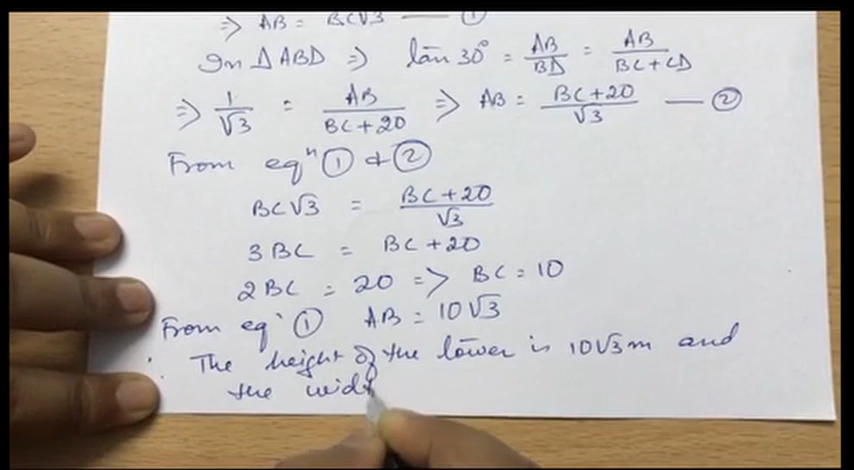 ⇒ AB = BC√3 — ①
In △ABD ⇒ tan 30° = AB/BD = AB/BC+CD
⇒ 1/√3 = AB/BC+20 ⇒ AB = BC+20/√3 — ②
From eqⁿ ① & ②
BC√3 = BC+20/√3
3BC = BC+20
2BC = 20 ⇒ BC = 10
From eqⁿ ① AB = 10√3
∴ The height of the tower is 10√3m and
the widt